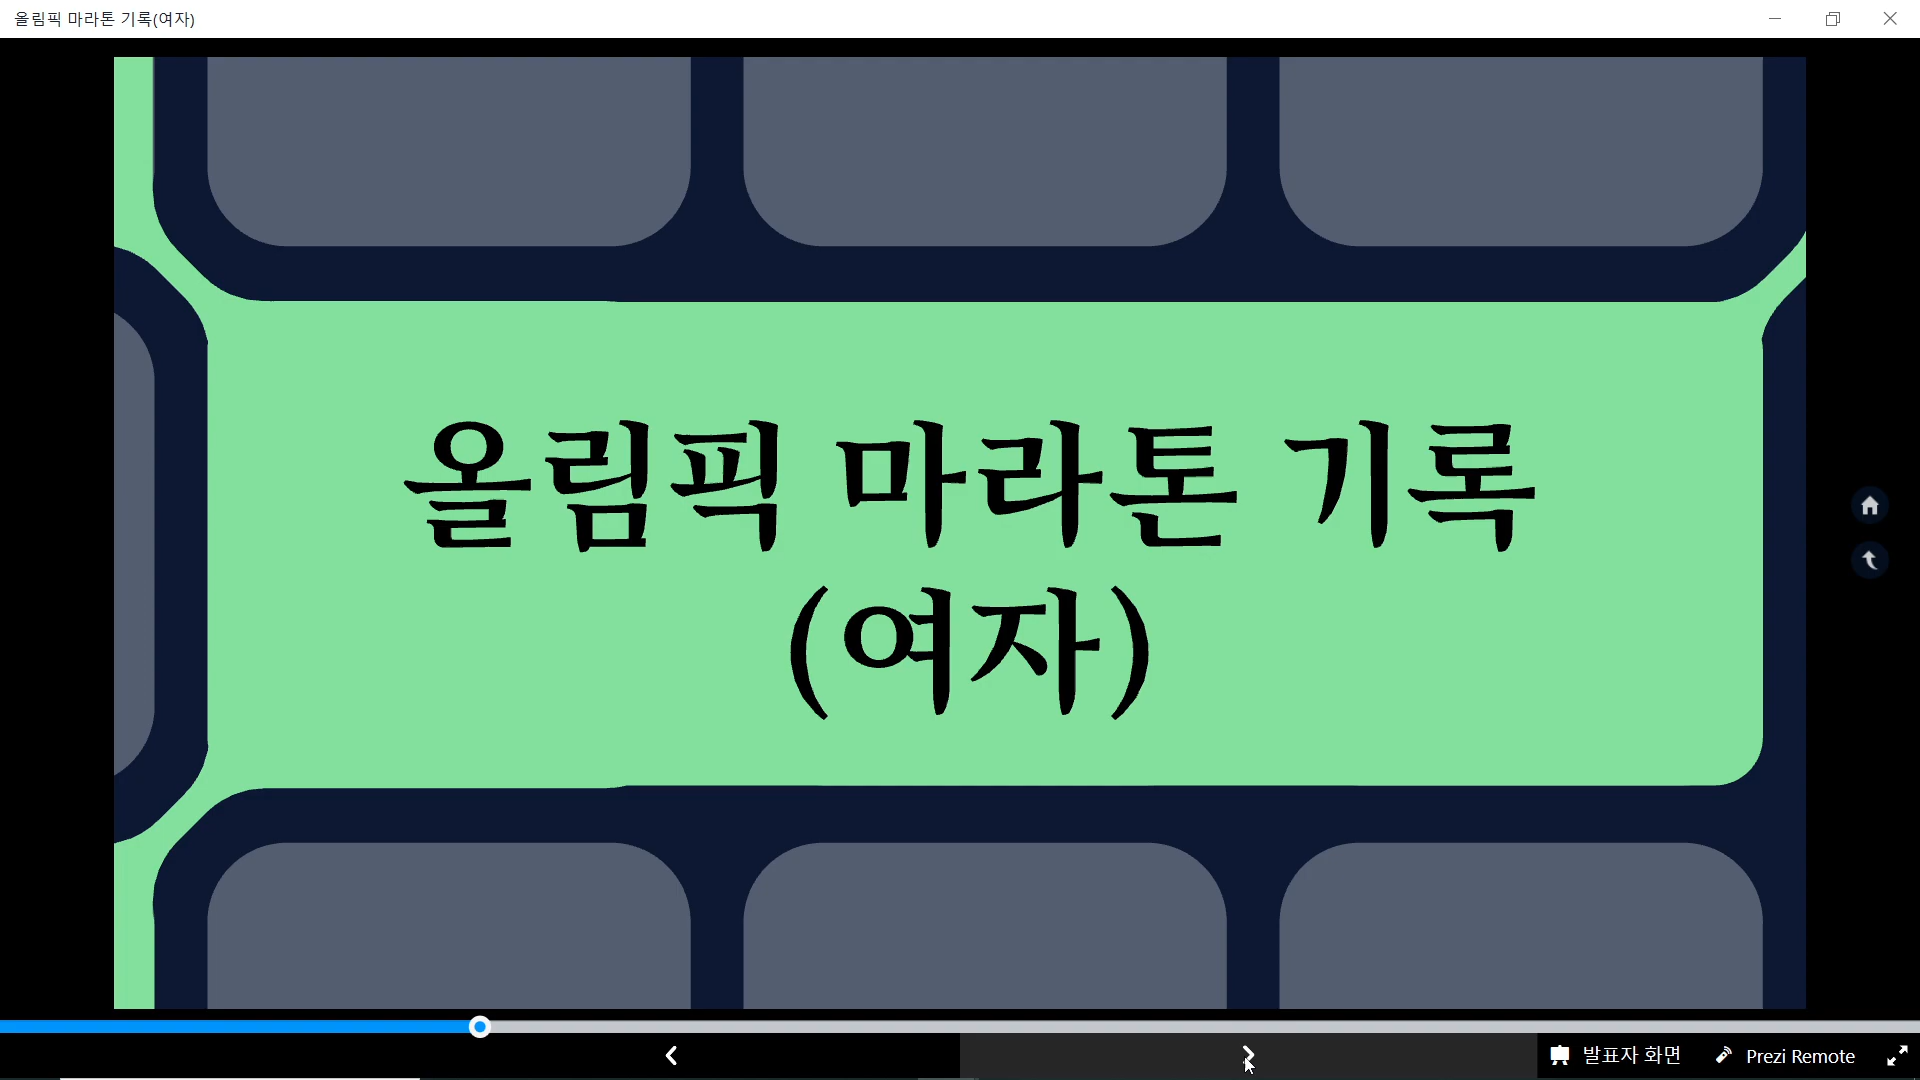 올림픽 마라톤 기록(여자)
올림픽 마라톤 기록
(여자)
발표자 화면
Prezi Remote